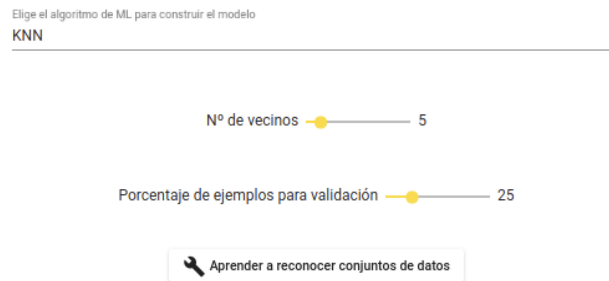 Elige el algoritmo de ML para construir el modelo
KNN
Nº de vecinos 5
Porcentaje de ejemplos para validación 25
Aprender a reconocer conjuntos de datos